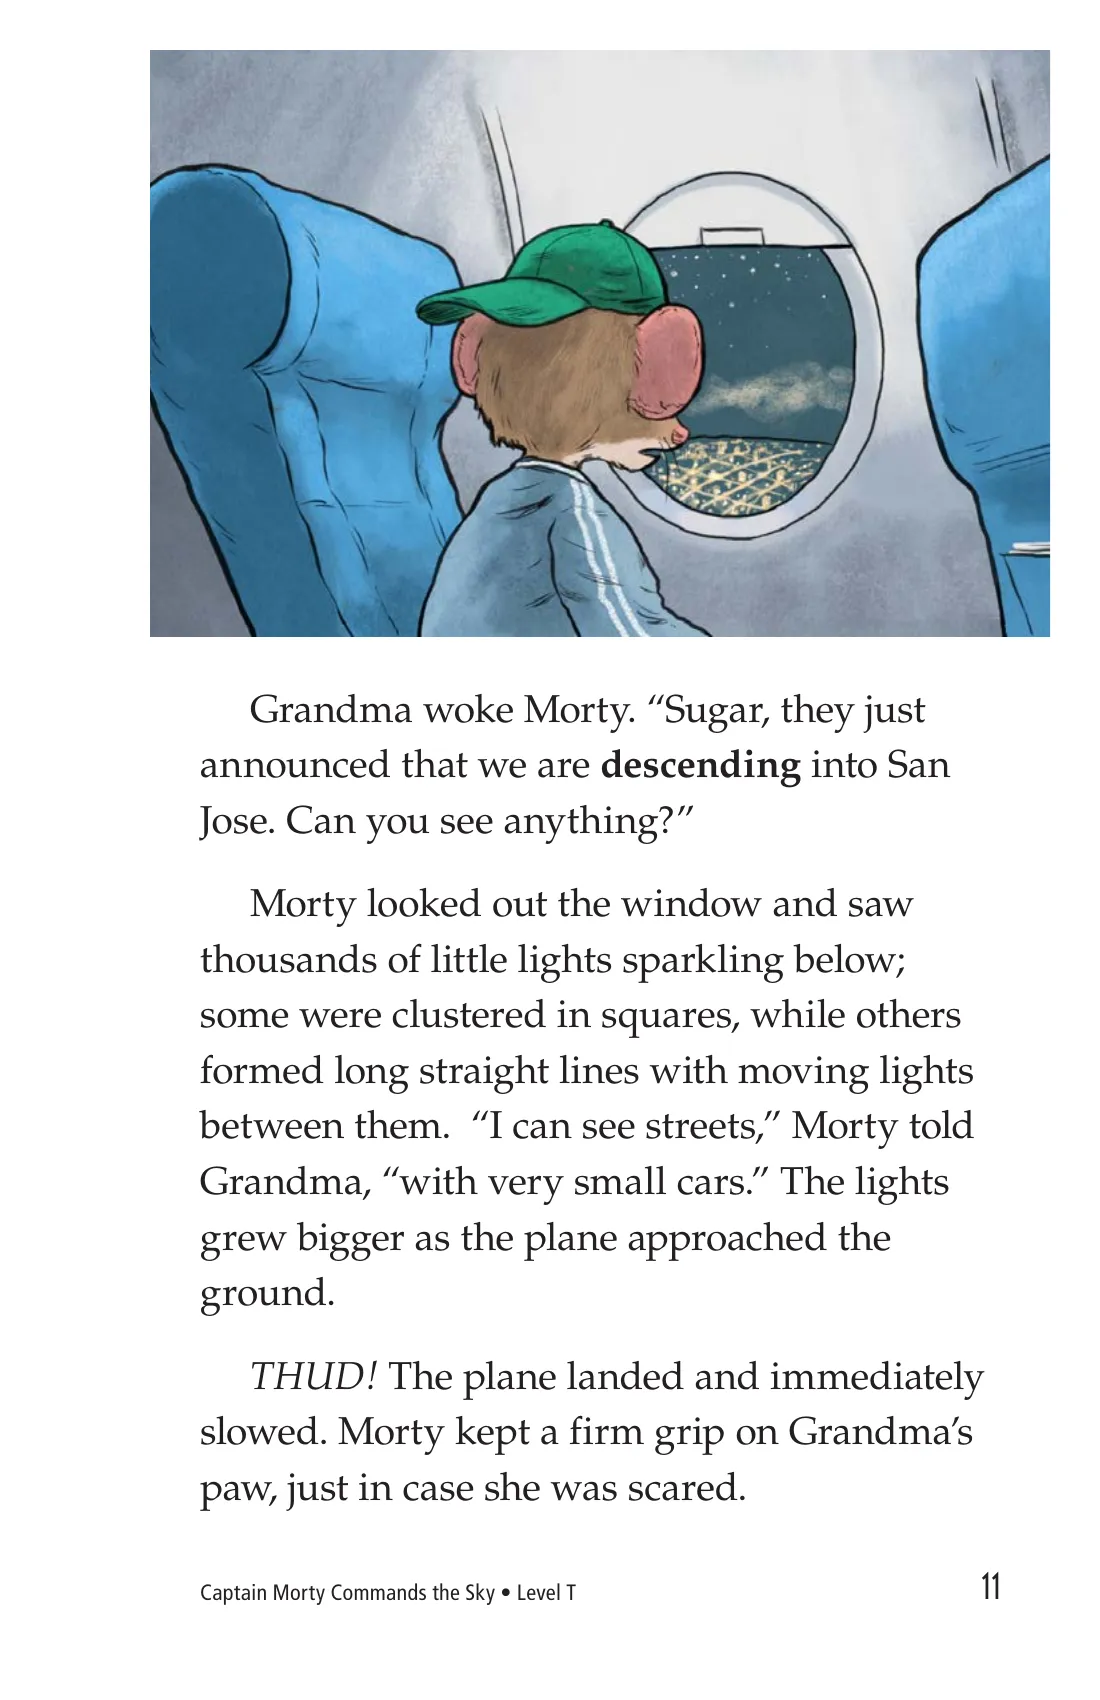 Grandma woke Morty. “Sugar, they just
announced that we are descending into San
Jose. Can you see anything?”
Morty looked out the window and saw
thousands of little lights sparkling below;
some were clustered in squares, while others
formed long straight lines with moving lights
between them.  “I can see streets,” Morty told
Grandma, “with very small cars.” The lights
grew bigger as the plane approached the
ground.
THUD! The plane landed and immediately
slowed. Morty kept a firm grip on Grandma’s
paw, just in case she was scared.
Captain Morty Commands the Sky • Level T
11